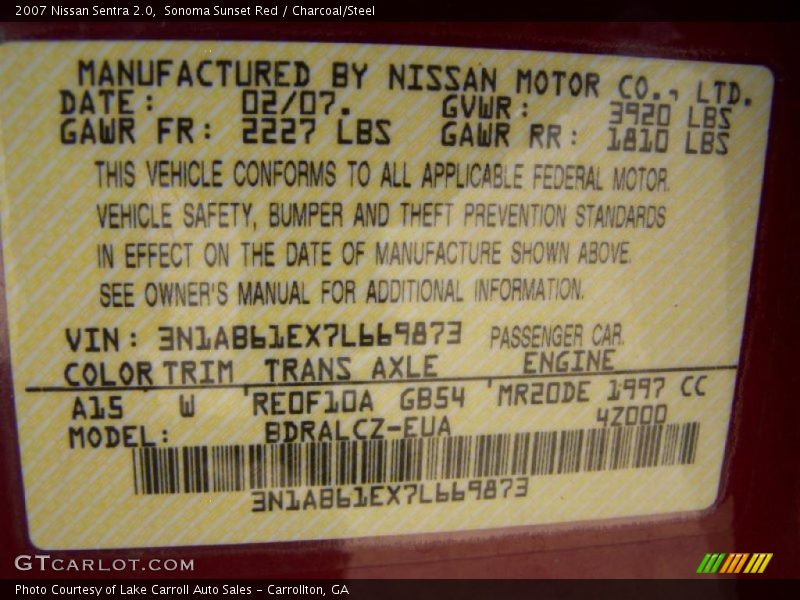 2007 Nissan Sentra 2.0,  Sonoma Sunset Red / Charcoal/Steel
MANUFACTURED BY NISSAN MOTOR CO., LTD.
DATE: 02/07. GVWR: 3920 LBS
GAWR FR: 2227 LBS GAWR RR: 1810 LBS
THIS VEHICLE CONFORMS TO ALL APPLICABLE FEDERAL MOTOR.
VEHICLE SAFETY, BUMPER AND THEFT PREVENTION STANDARDS
IN EFFECT ON THE DATE OF MANUFACTURE SHOWN ABOVE.
SEE OWNER'S MANUAL FOR ADDITIONAL INFORMATION.
VIN: 3N1AB61EX7L669873 PASSENGER CAR.
COLOR TRIM TRANS AXLE ENGINE
A15 W RE0F10A GB54 MR20DE 1997 CC
MODEL: BDRALCZ-EUA 4Z000
3N1AB61EX7L669873
GTCARLOT.COM
Photo Courtesy of Lake Carroll Auto Sales - Carrollton, GA